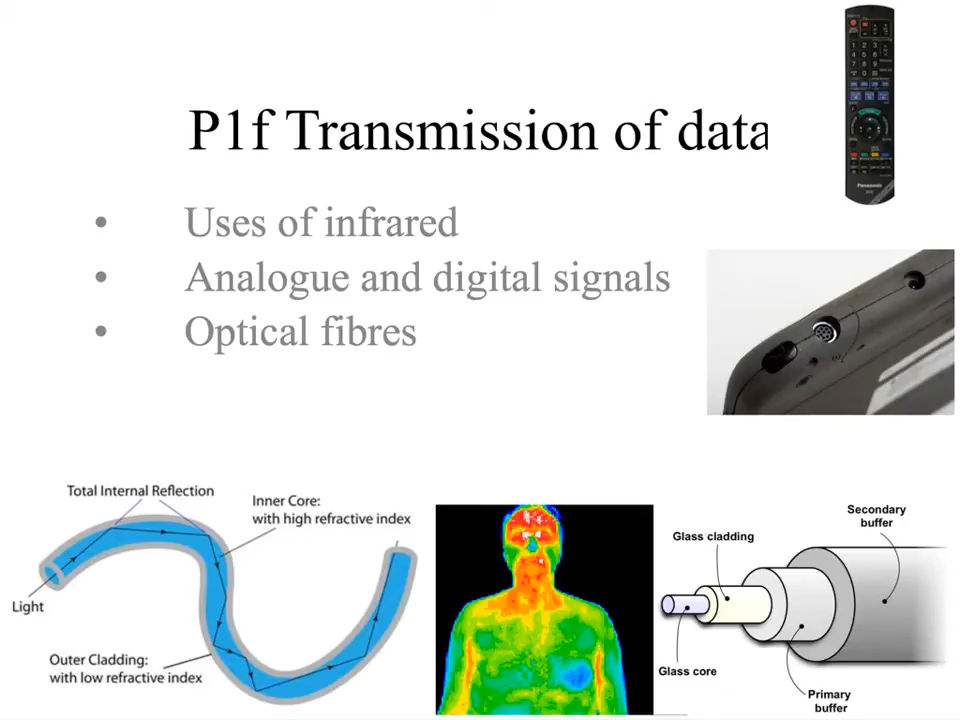 P1f Transmission of data
• Uses of infrared
• Analogue and digital signals
• Optical fibres
Panasonic
Total Internal Reflection
Inner Core:
with high refractive index
Light
Outer Cladding:
with low refractive index
Secondary
buffer
Glass cladding
Glass core
Primary
buffer